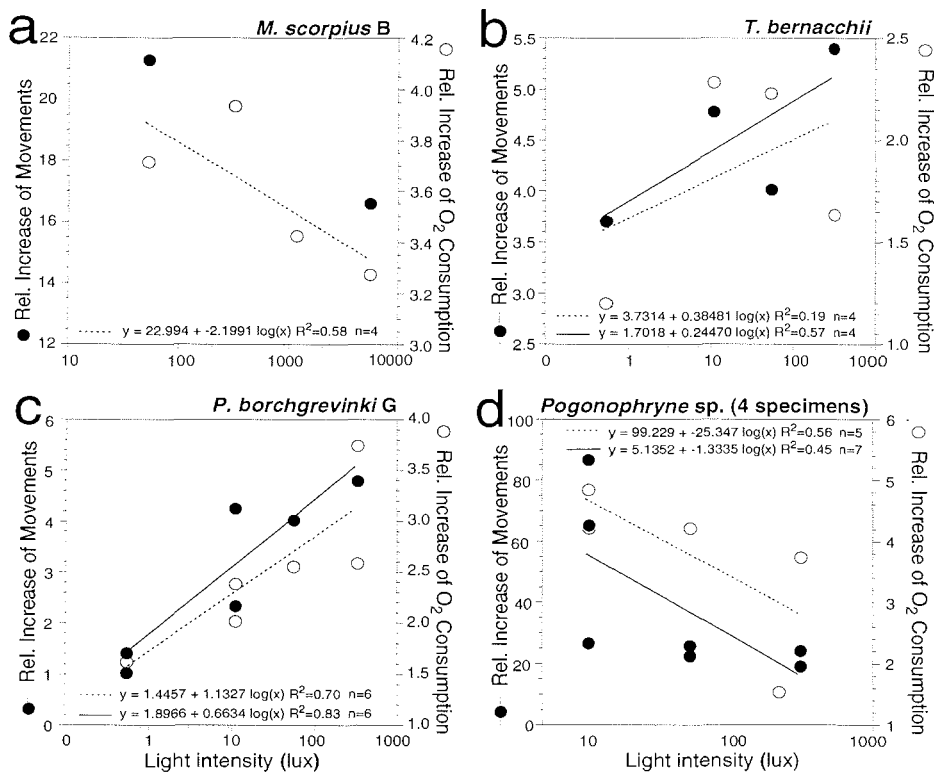 a
M. scorpius B
22
20
18
16
14
12
Rel. Increase of Movements
4.2
4.0
3.8
3.6
3.4
3.2
3.0
Rel. Increase of O2 Consumption
y = 22.994 + -2.1991 log(x) R2=0.58 n=4
10
100
1000
10000
b
T. bernacchii
5.5
5.0
4.5
4.0
3.5
3.0
2.5
Rel. Increase of Movements
2.5
2.0
1.5
1.0
Rel. Increase of O2 Consumption
y = 3.7314 + 0.38481 log(x) R2=0.19 n=4
y = 1.7018 + 0.24470 log(x) R2=0.57 n=4
0
1
10
100
1000
c
P. borchgrevinki G
6
5
4
3
2
1
0
Rel. Increase of Movements
4.0
3.5
3.0
2.5
2.0
1.5
1.0
Rel. Increase of O2 Consumption
y = 1.4457 + 1.1327 log(x) R2=0.70 n=6
y = 1.8966 + 0.6634 log(x) R2=0.83 n=6
0
1
10
100
1000
Light intensity (lux)
d
Pogonophryne sp. (4 specimens)
100
80
60
40
20
0
Rel. Increase of Movements
6
5
4
3
2
1
Rel. Increase of O2 Consumption
y = 99.229 + -25.347 log(x) R2=0.56 n=5
y = 5.1352 + -1.3335 log(x) R2=0.45 n=7
10
100
1000
Light intensity (lux)